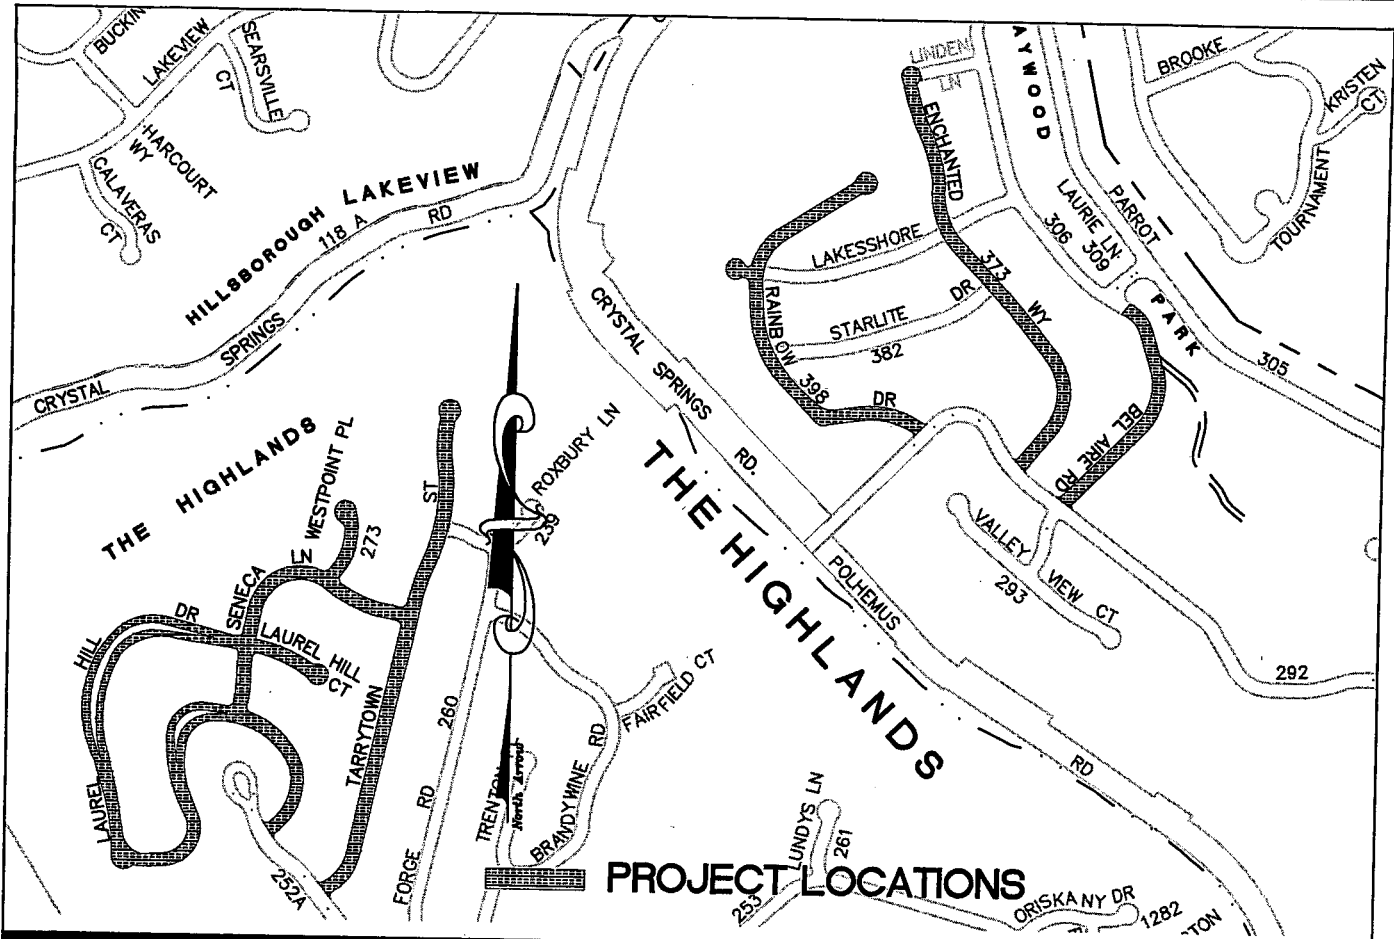 BUCKIN
LAKEVIEW
SEARSVILLE
CT
HARCOURT
WY
CALAVERAS
CT
HILLSBOROUGH LAKEVIEW
118 A
RD
SPRINGS
CRYSTAL
LINDEN
LN
AYWOOD
BROOKE
KRISTEN
CT
TOURNAMENT
ENCHANTED
LAKESSHORE
LAURIE LN
306
309
PARROT
PARK
305
373
WY
STARLITE
DR
382
RAINBOW
398
DR
BEL AIRE
RD
CRYSTAL
SPRINGS
RD.
THE HIGHLANDS
WESTPOINT PL
273
ST
ROXBURY LN
239
THE HIGHLANDS
VALLEY
VIEW CT
293
POLHEMUS
RD
292
SENECA
LN
HILL
DR
LAUREL
LAUREL HILL
CT
TARRYTOWN
260
FORGE
RD
FAIRFIELD CT
BRANDYWINE
RD
TRENTON
North Arrow
LUNDYS LN
261
253
252A
PROJECT LOCATIONS
ORISKANY DR
1282
TON